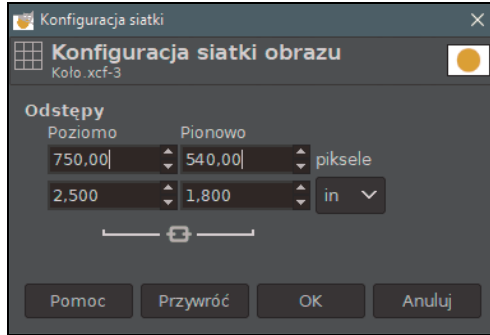 Konfiguracja siatki
Konfiguracja siatki obrazu
Koło.xcf-3
Odstępy
Poziomo Pionowo
750,00 540,00 piksele
2,500 1,800 in
Pomoc Przywróć OK Anuluj